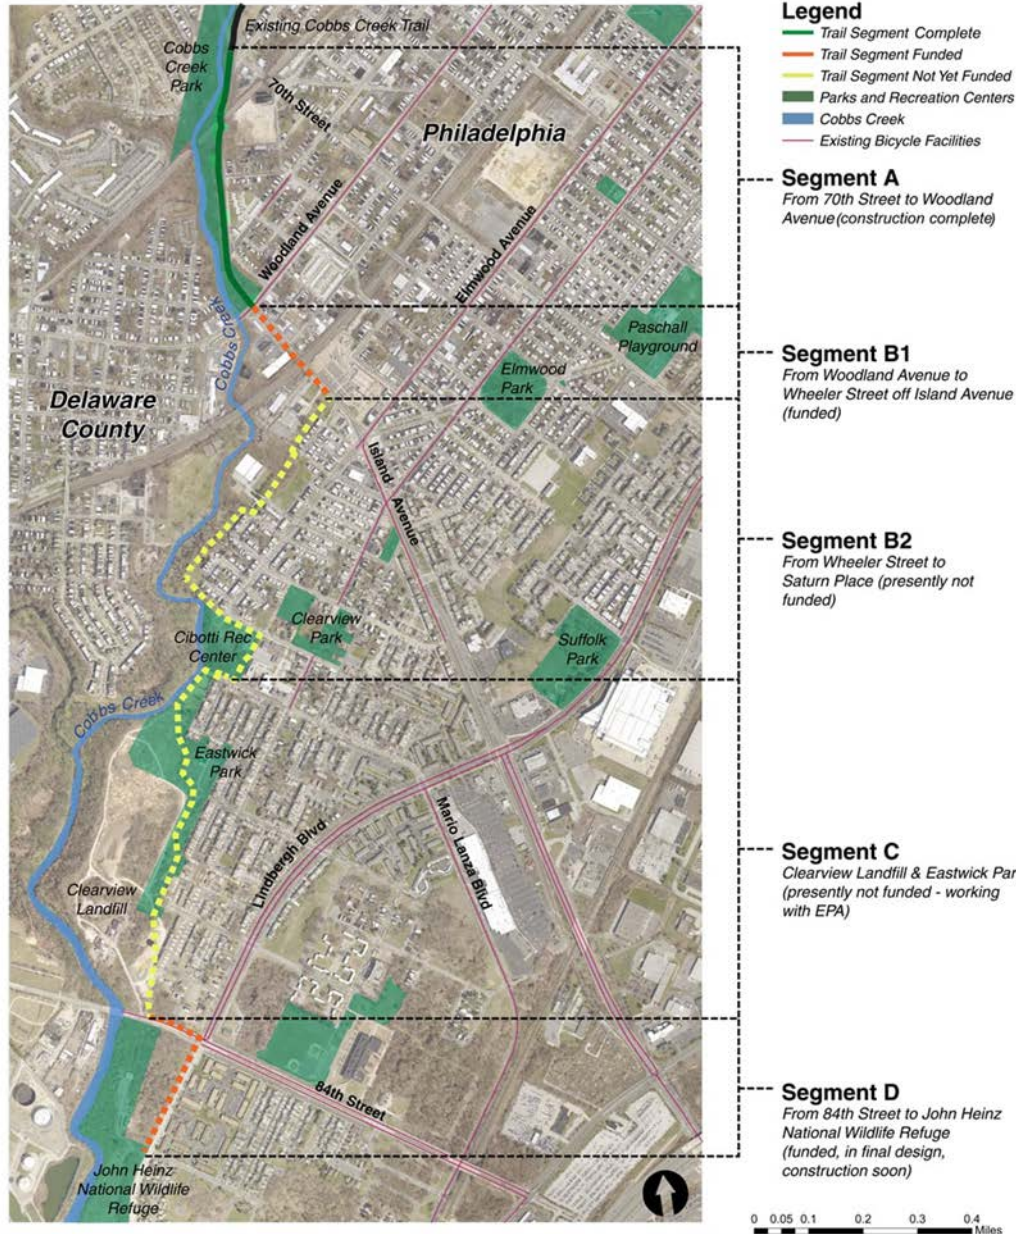 Existing Cobbs Creek Trail
Cobbs
Creek
Park
70th Street
Philadelphia
Woodland Avenue
Elmwood Avenue
Cobbs Creek
Paschall
Playground
Elmwood
Park
Delaware
County
Island Avenue
Clearview
Park
Cibotti Rec
Center
Suffolk
Park
Cobbs Creek
Eastwick
Park
Lindbergh Blvd
Mario Lanza Blvd
Clearview
Landfill
84th Street
John Heinz
National Wildlife
Refuge
Legend
Trail Segment Complete
Trail Segment Funded
Trail Segment Not Yet Funded
Parks and Recreation Centers
Cobbs Creek
Existing Bicycle Facilities
Segment A
From 70th Street to Woodland
Avenue (construction complete)
Segment B1
From Woodland Avenue to
Wheeler Street off Island Avenue
(funded)
Segment B2
From Wheeler Street to
Saturn Place (presently not
funded)
Segment C
Clearview Landfill & Eastwick Par
(presently not funded - working
with EPA)
Segment D
From 84th Street to John Heinz
National Wildlife Refuge
(funded, in final design,
construction soon)
0 0.05 0.1 0.2 0.3 0.4
Miles